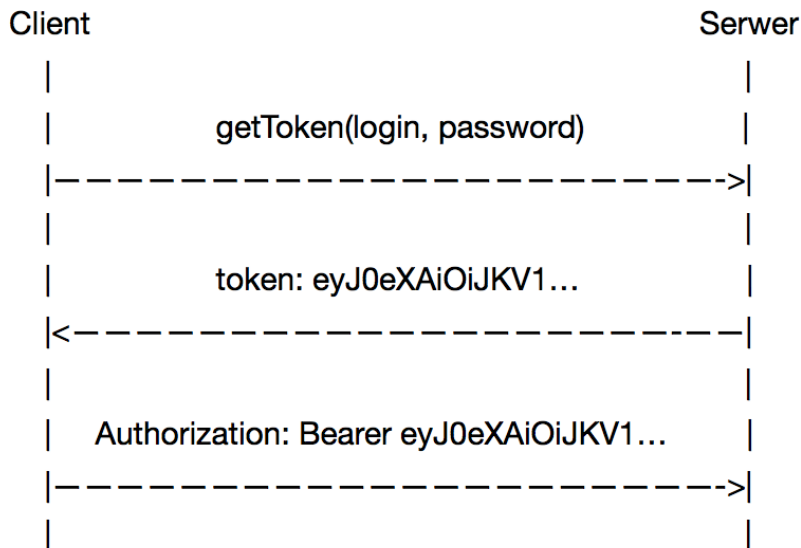 Client Serwer
| |
| getToken(login, password) |
|— — — — — — — — — — — — — — — — — — — — — ->|
| |
| token: eyJ0eXAiOiJKV1… |
|<— — — — — — — — — — — — — — — — — — — -— —|
| |
| Authorization: Bearer eyJ0eXAiOiJKV1… |
|— — — — — — — — — — — — — — — — — — — — — ->|
| |